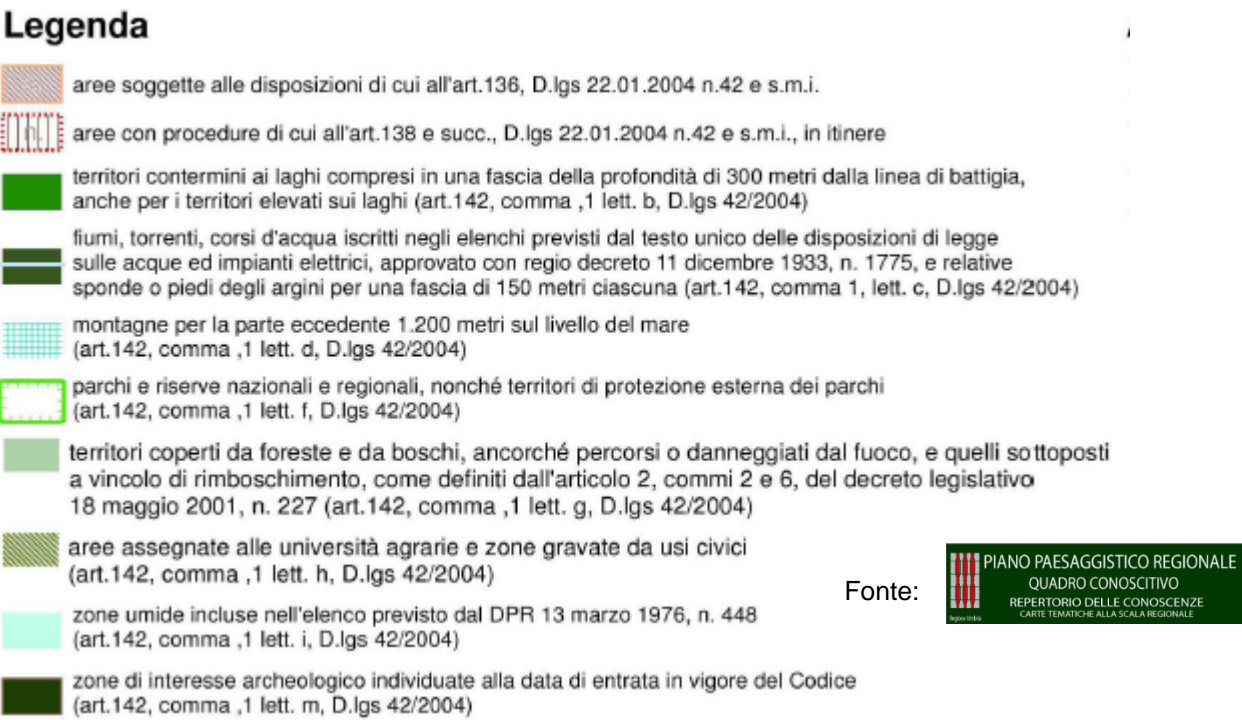 Legenda
aree soggette alle disposizioni di cui all'art.136, D.lgs 22.01.2004 n.42 e s.m.i.
aree con procedure di cui all'art.138 e succ., D.lgs 22.01.2004 n.42 e s.m.i., in itinere
territori contermini ai laghi compresi in una fascia della profondità di 300 metri dalla linea di battigia,
anche per i territori elevati sui laghi (art.142, comma ,1 lett. b, D.lgs 42/2004)
fiumi, torrenti, corsi d'acqua iscritti negli elenchi previsti dal testo unico delle disposizioni di legge
sulle acque ed impianti elettrici, approvato con regio decreto 11 dicembre 1933, n. 1775, e relative
sponde o piedi degli argini per una fascia di 150 metri ciascuna (art.142, comma 1, lett. c, D.lgs 42/2004)
montagne per la parte eccedente 1.200 metri sul livello del mare
(art.142, comma ,1 lett. d, D.lgs 42/2004)
parchi e riserve nazionali e regionali, nonché territori di protezione esterna dei parchi
(art.142, comma ,1 lett. f, D.lgs 42/2004)
territori coperti da foreste e da boschi, ancorché percorsi o danneggiati dal fuoco, e quelli sottoposti
a vincolo di rimboschimento, come definiti dall'articolo 2, commi 2 e 6, del decreto legislativo
18 maggio 2001, n. 227 (art.142, comma ,1 lett. g, D.lgs 42/2004)
aree assegnate alle università agrarie e zone gravate da usi civici
(art.142, comma ,1 lett. h, D.lgs 42/2004)
zone umide incluse nell'elenco previsto dal DPR 13 marzo 1976, n. 448
(art.142, comma ,1 lett. i, D.lgs 42/2004)
zone di interesse archeologico individuate alla data di entrata in vigore del Codice
(art.142, comma ,1 lett. m, D.lgs 42/2004)
Fonte:
PIANO PAESAGGISTICO REGIONALE
QUADRO CONOSCITIVO
REPERTORIO DELLE CONOSCENZE
CARTE TEMATICHE ALLA SCALA REGIONALE
Regione Umbria